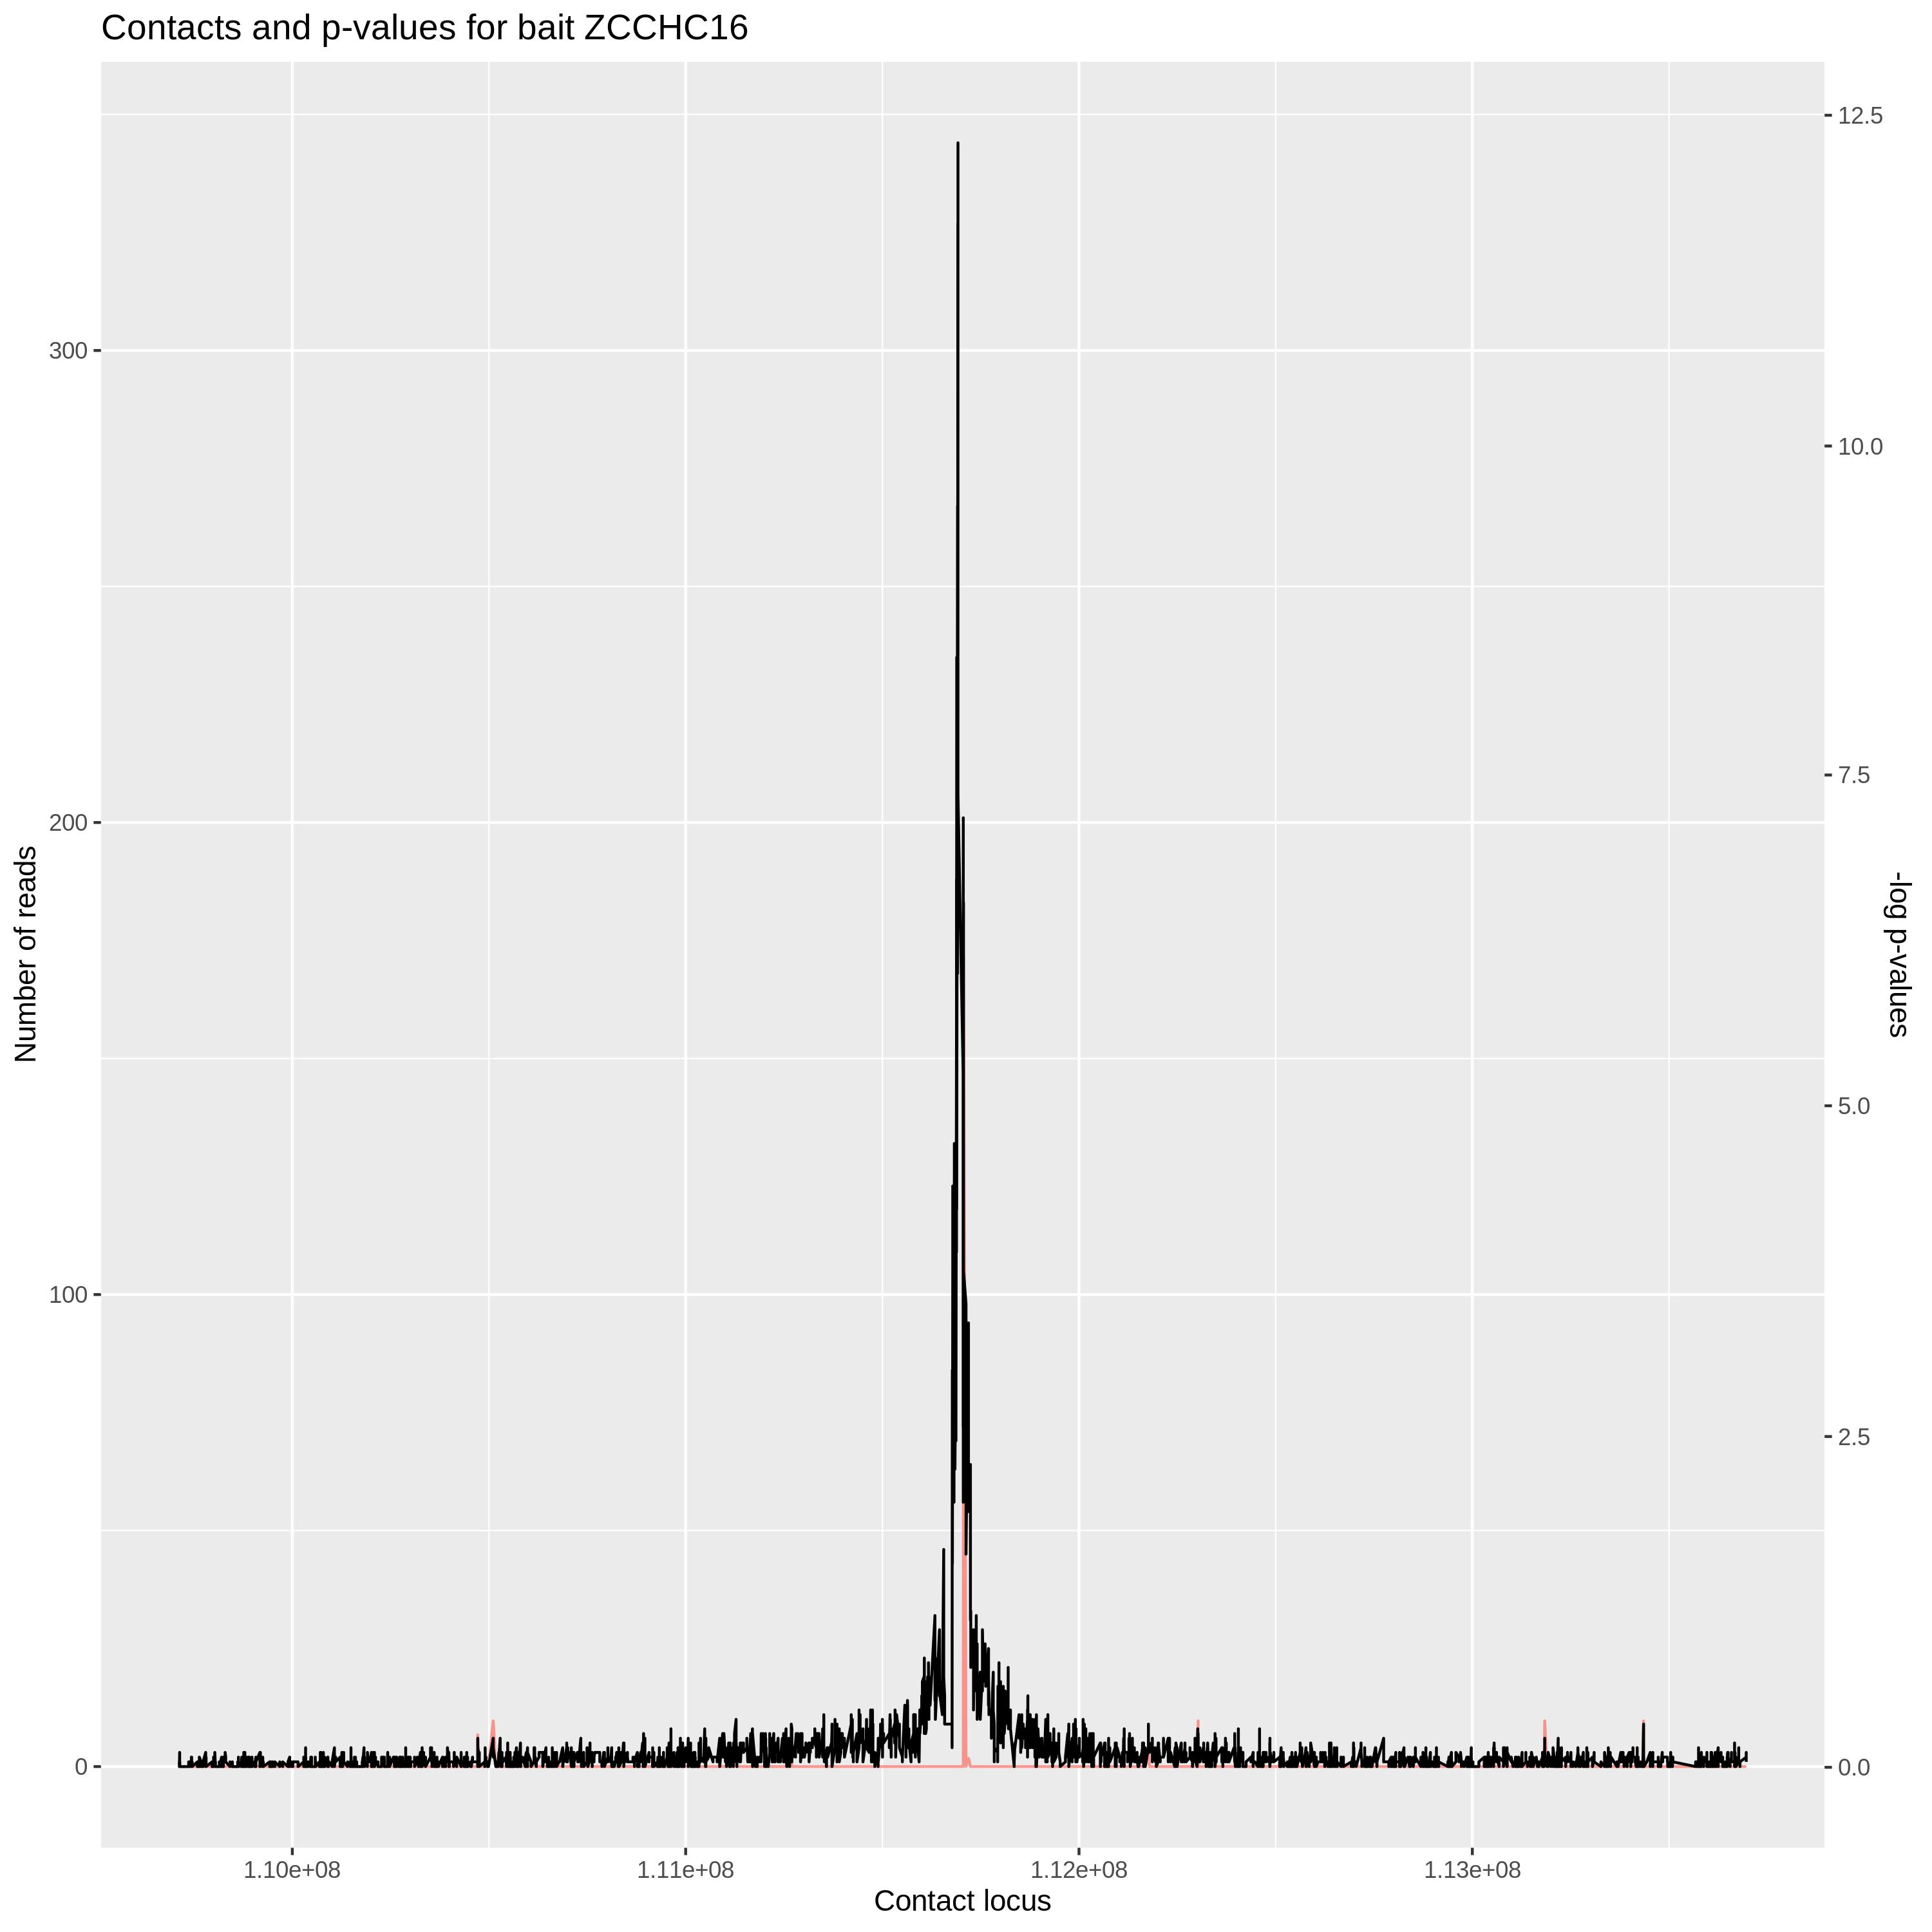 Contacts and p-values for bait ZCCHC16
12.5
10.0
7.5
5.0
2.5
0.0
300
200
100
0
Number of reads
-log p-values
1.10e+08
1.11e+08
1.12e+08
1.13e+08
Contact locus